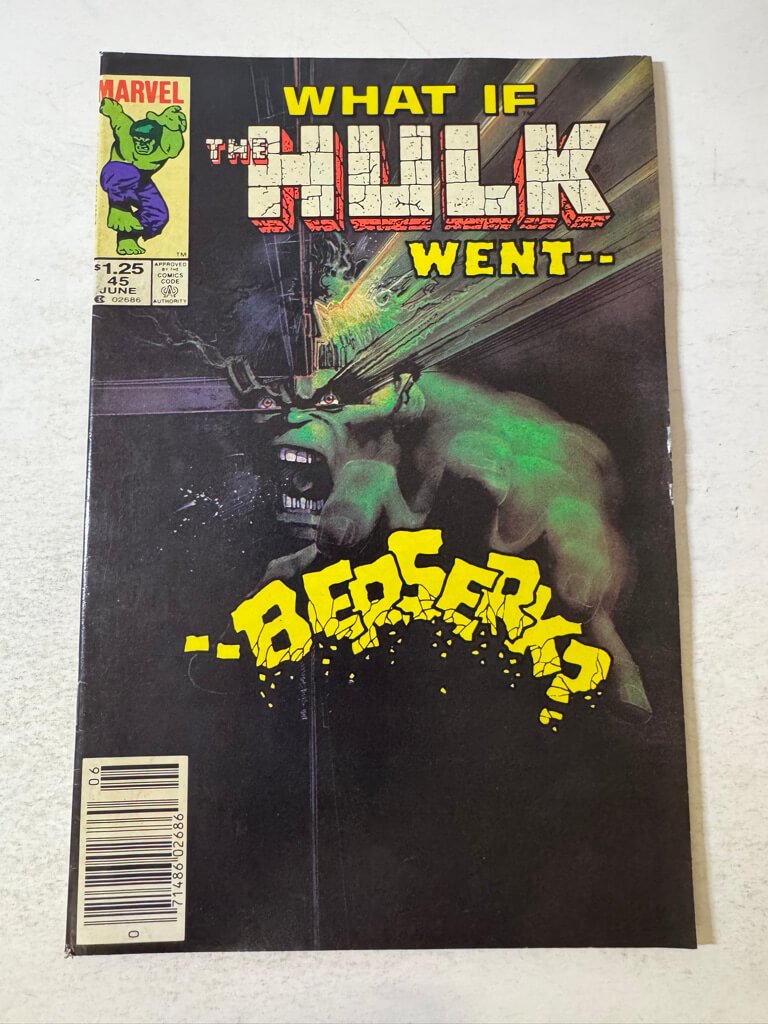 MARVEL
WHAT IF
THE HULK
WENT--
TM
$1.25
45
JUNE
02686
APPROVED
BY THE
COMICS
CODE
AUTHORITY
--BERSERK?
06
71486 02686
0